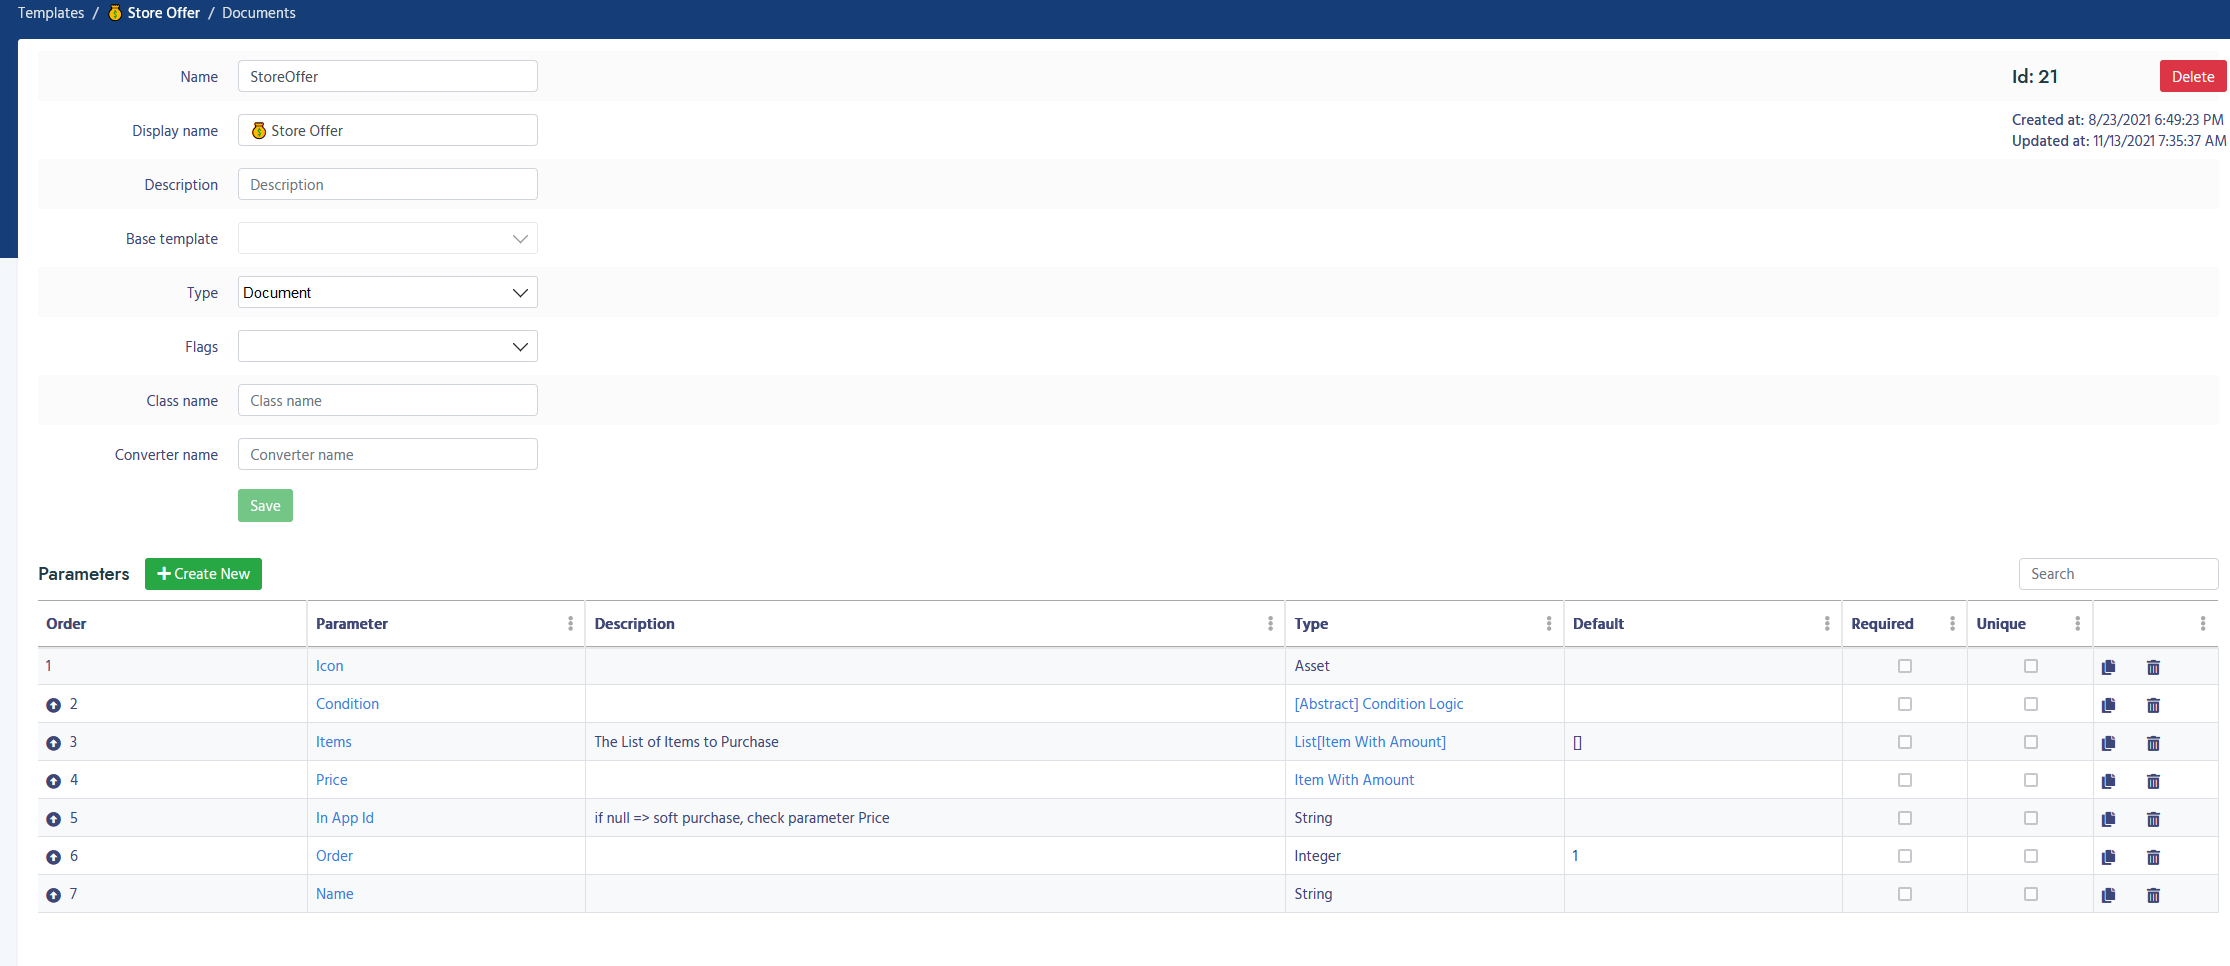 Templates / 💰 Store Offer / Documents
Name StoreOffer Id: 21 Delete
Display name 💰 Store Offer Created at: 8/23/2021 6:49:23 PM
Updated at: 11/13/2021 7:35:37 AM
Description Description
Base template
Type Document
Flags
Class name Class name
Converter name Converter name
Save
Parameters + Create New Search
Order Parameter Description Type Default Required Unique
1 Icon Asset
2 Condition [Abstract] Condition Logic
3 Items The List of Items to Purchase List[Item With Amount] []
4 Price Item With Amount
5 In App Id if null => soft purchase, check parameter Price String
6 Order Integer 1
7 Name String